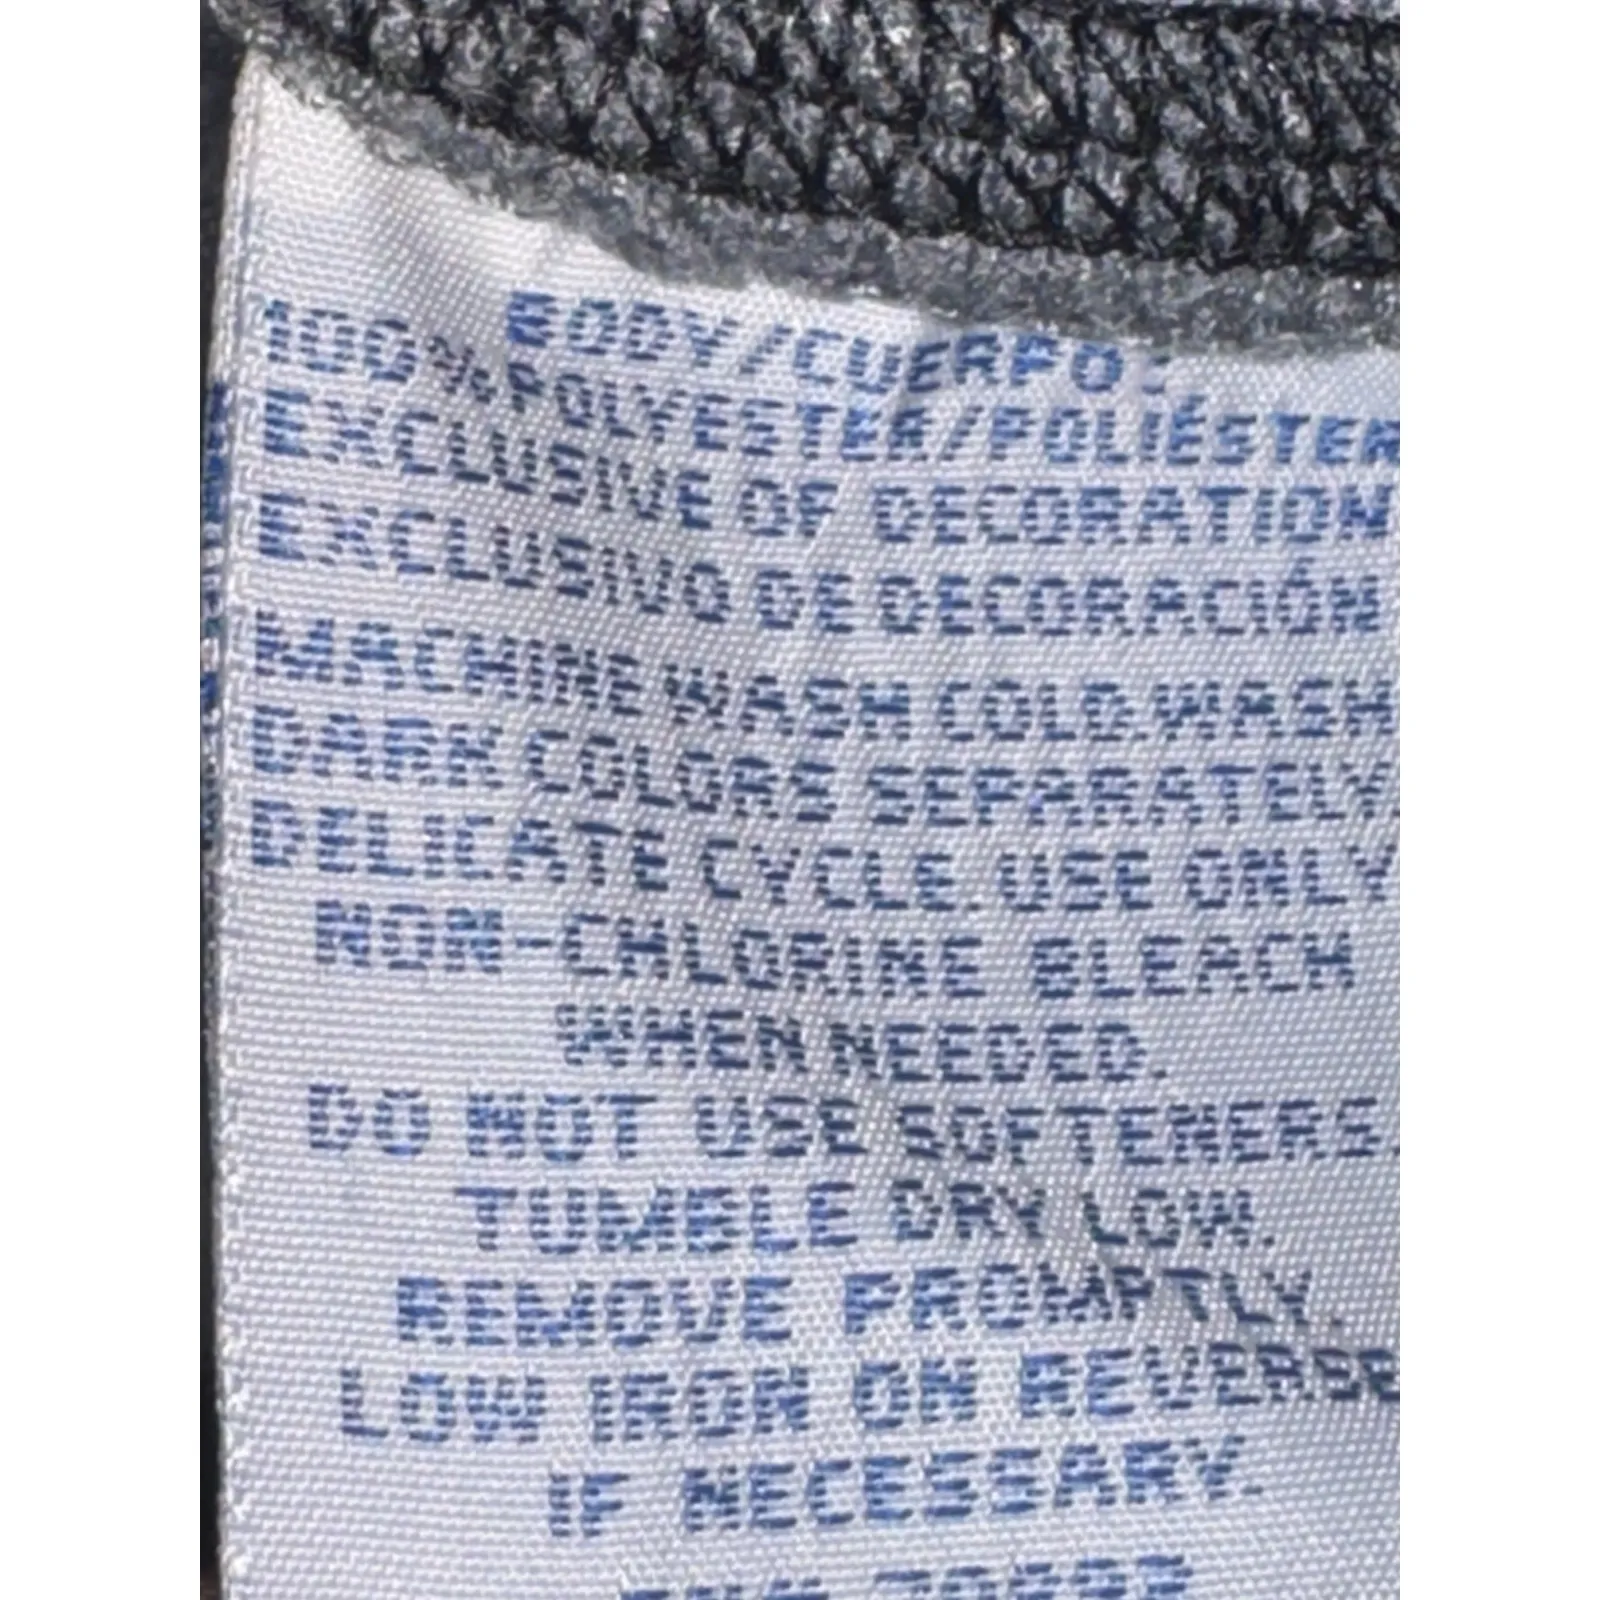 BODY/CUERPO:
100%POLYESTER/POLIÉSTER
EXCLUSIVE OF DECORATION
EXCLUSIVO DE DECORACIÓN
MACHINE WASH COLD.WASH
DARK COLORS SEPARATELY.
DELICATE CYCLE.USE ONLY
NON-CHLORINE BLEACH
WHEN NEEDED.
DO NOT USE SOFTENERS.
TUMBLE DRY LOW.
REMOVE PROMPTLY.
LOW IRON ON REVERSE
IF NECESSARY.